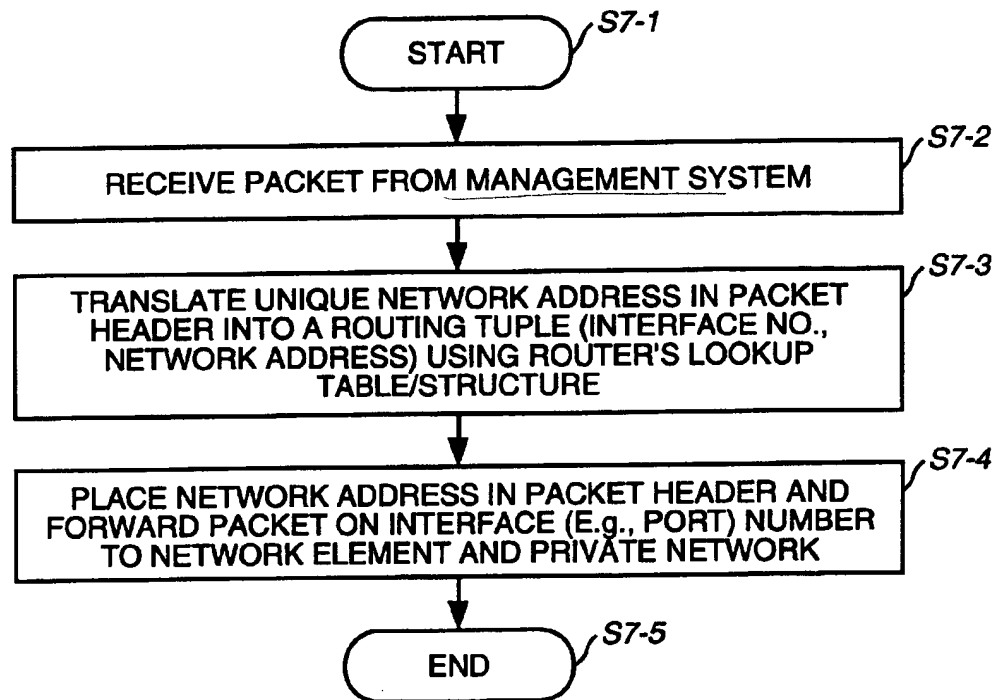 START
S7-1
RECEIVE PACKET FROM MANAGEMENT SYSTEM
S7-2
TRANSLATE UNIQUE NETWORK ADDRESS IN PACKET
HEADER INTO A ROUTING TUPLE (INTERFACE NO.,
NETWORK ADDRESS) USING ROUTER'S LOOKUP
TABLE/STRUCTURE
S7-3
PLACE NETWORK ADDRESS IN PACKET HEADER AND
FORWARD PACKET ON INTERFACE (E.g., PORT) NUMBER
TO NETWORK ELEMENT AND PRIVATE NETWORK
S7-4
END
S7-5